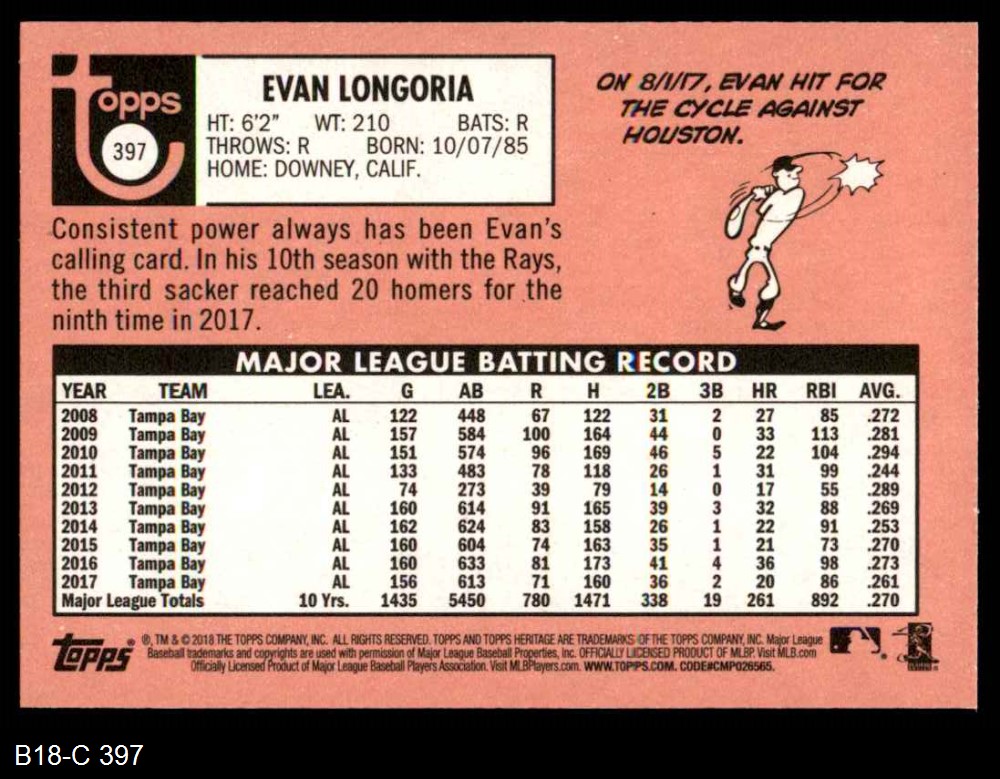 topps
397
EVAN LONGORIA
HT: 6'2" WT: 210 BATS: R
THROWS: R BORN: 10/07/85
HOME: DOWNEY, CALIF.
ON 8/1/17, EVAN HIT FOR
THE CYCLE AGAINST
HOUSTON.
Consistent power always has been Evan's
calling card. In his 10th season with the Rays,
the third sacker reached 20 homers for the
ninth time in 2017.
MAJOR LEAGUE BATTING RECORD
YEAR TEAM LEA. G AB R H 2B 3B HR RBI AVG.
2008 Tampa Bay AL 122 448 67 122 31 2 27 85 .272
2009 Tampa Bay AL 157 584 100 164 44 0 33 113 .281
2010 Tampa Bay AL 151 574 96 169 46 5 22 104 .294
2011 Tampa Bay AL 133 483 78 118 26 1 31 99 .244
2012 Tampa Bay AL 74 273 39 79 14 0 17 55 .289
2013 Tampa Bay AL 160 614 91 165 39 3 32 88 .269
2014 Tampa Bay AL 162 624 83 158 26 1 22 91 .253
2015 Tampa Bay AL 160 604 74 163 35 1 21 73 .270
2016 Tampa Bay AL 160 633 81 173 41 4 36 98 .273
2017 Tampa Bay AL 156 613 71 160 36 2 20 86 .261
Major League Totals 10 Yrs. 1435 5450 780 1471 338 19 261 892 .270
topps ®
®, TM & © 2018 THE TOPPS COMPANY, INC. ALL RIGHTS RESERVED. TOPPS AND TOPPS HERITAGE ARE TRADEMARKS OF THE TOPPS COMPANY, INC. Major League
Baseball trademarks and copyrights are used with permission of Major League Baseball Properties, Inc. OFFICIALLY LICENSED PRODUCT OF MLBP. Visit MLB.com
Officially Licensed Product of Major League Baseball Players Association. Visit MLBPlayers.com. WWW.TOPPS.COM. CODE#CMP026565.
B18-C 397